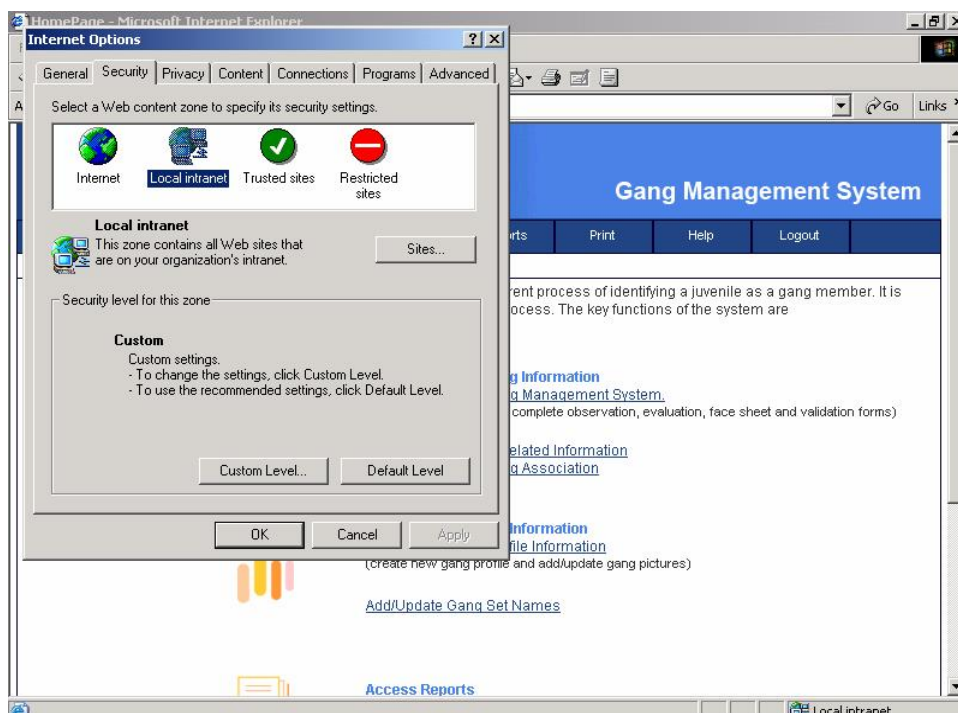 HomePage - Microsoft Internet Explorer
Internet Options
General Security Privacy Content Connections Programs Advanced
Select a Web content zone to specify its security settings.
Internet Local intranet Trusted sites Restricted sites
Local intranet
This zone contains all Web sites that are on your organization's intranet.
Sites...
Security level for this zone
Custom
Custom settings.
- To change the settings, click Custom Level.
- To use the recommended settings, click Default Level.
Custom Level... Default Level
OK Cancel Apply
Go Links
Gang Management System
Print Help Logout
process of identifying a juvenile as a gang member. It is
The key functions of the system are
Information
Management System.
complete observation, evaluation, face sheet and validation forms)
Information
Association
Information
Information
(create new gang profile and add/update gang pictures)
Add/Update Gang Set Names
Access Reports
Local intranet